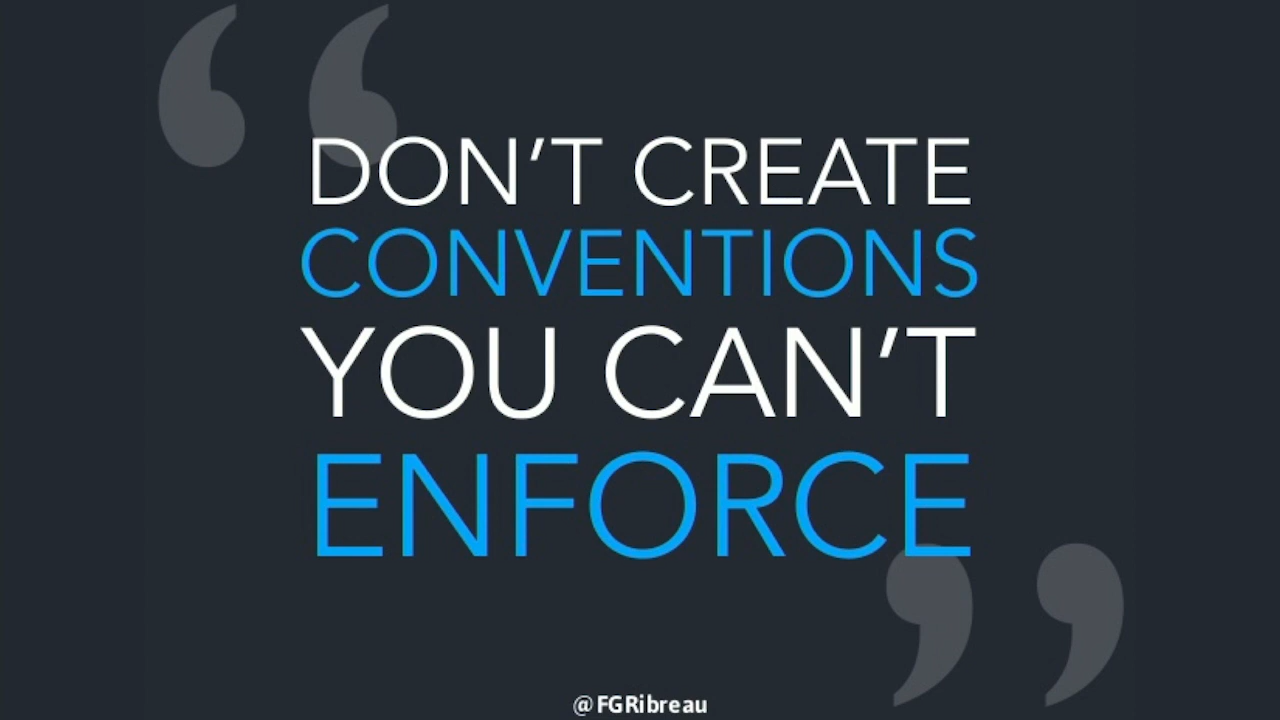 “
DON’T CREATE
CONVENTIONS
YOU CAN’T
ENFORCE
”
@FGRibreau